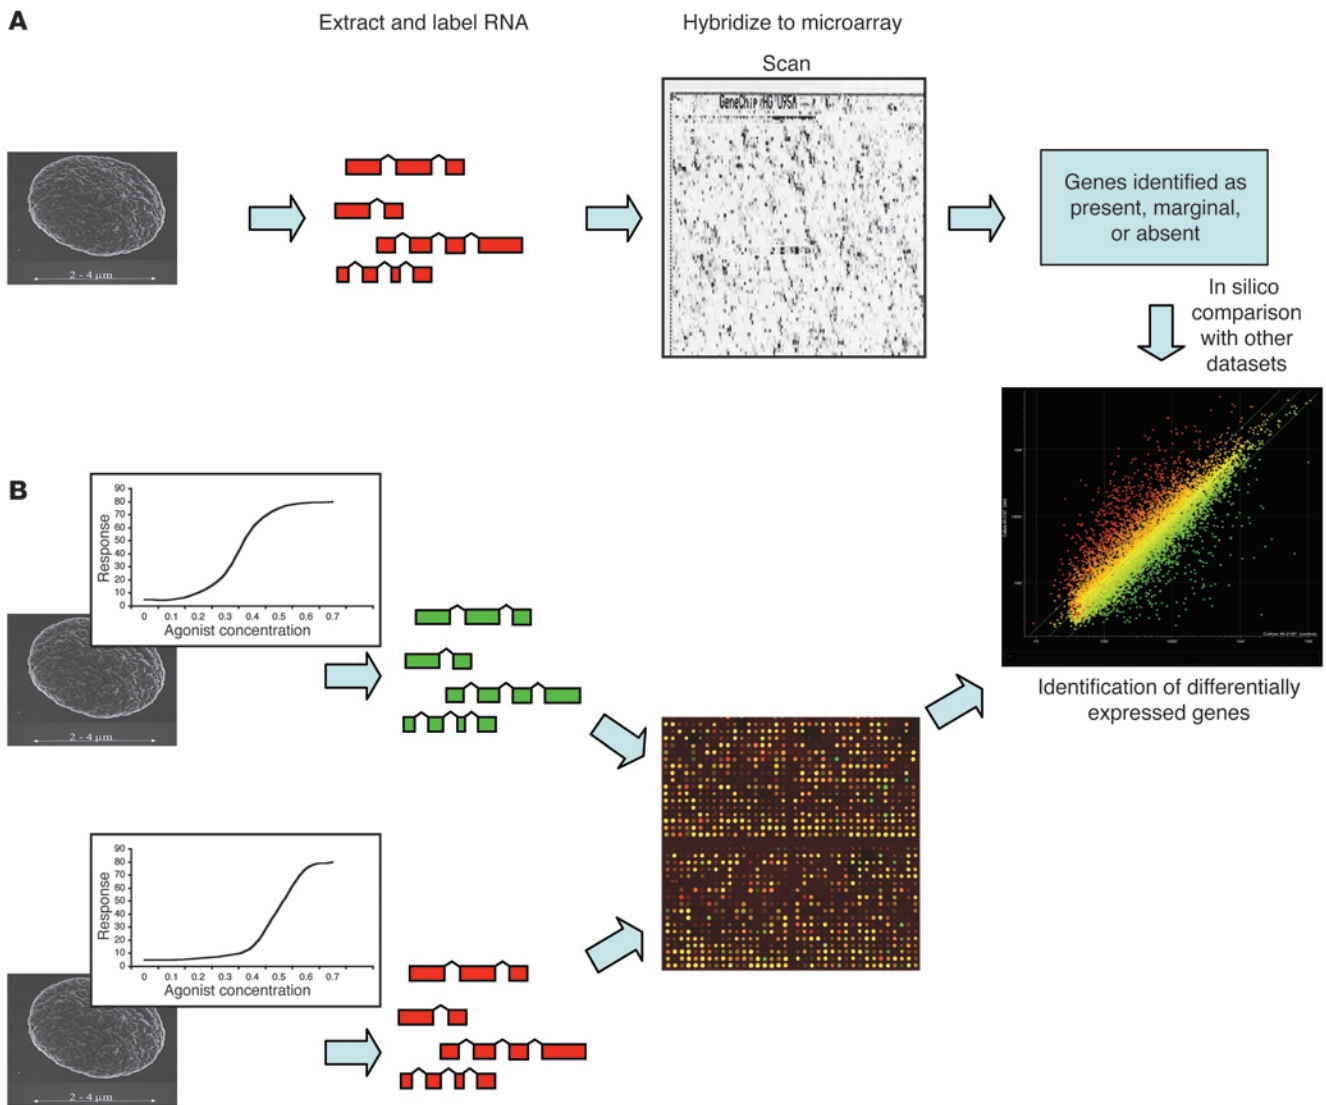 A
Extract and label RNA
Hybridize to microarray
Scan
GeneChip HG U95A
2 - 4 µm
Genes identified as
present, marginal,
or absent
In silico
comparison
with other
datasets
B
Response
90
80
70
60
50
40
30
20
10
0
0 0.1 0.2 0.3 0.4 0.5 0.6 0.7
Agonist concentration
2 - 4 µm
Identification of differentially
expressed genes
Response
90
80
70
60
50
40
30
20
10
0
0 0.1 0.2 0.3 0.4 0.5 0.6 0.7
Agonist concentration
2 - 4 µm